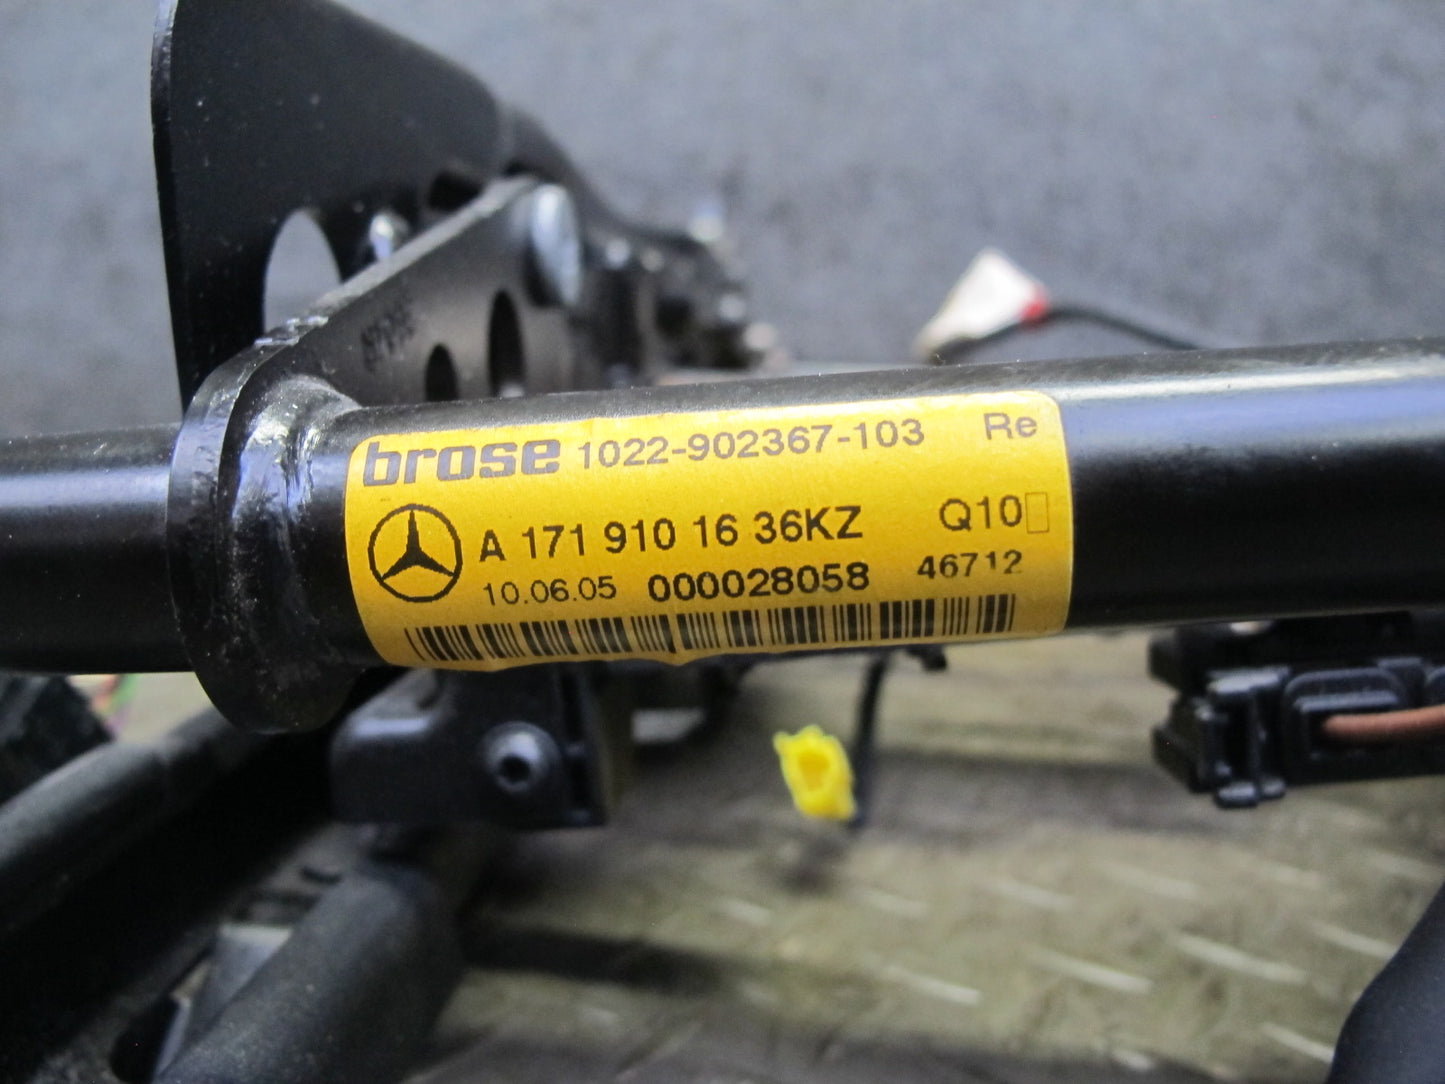 brose 1022-902367-103 Re
A 171 910 16 36KZ Q10
10.06.05 000028058 46712